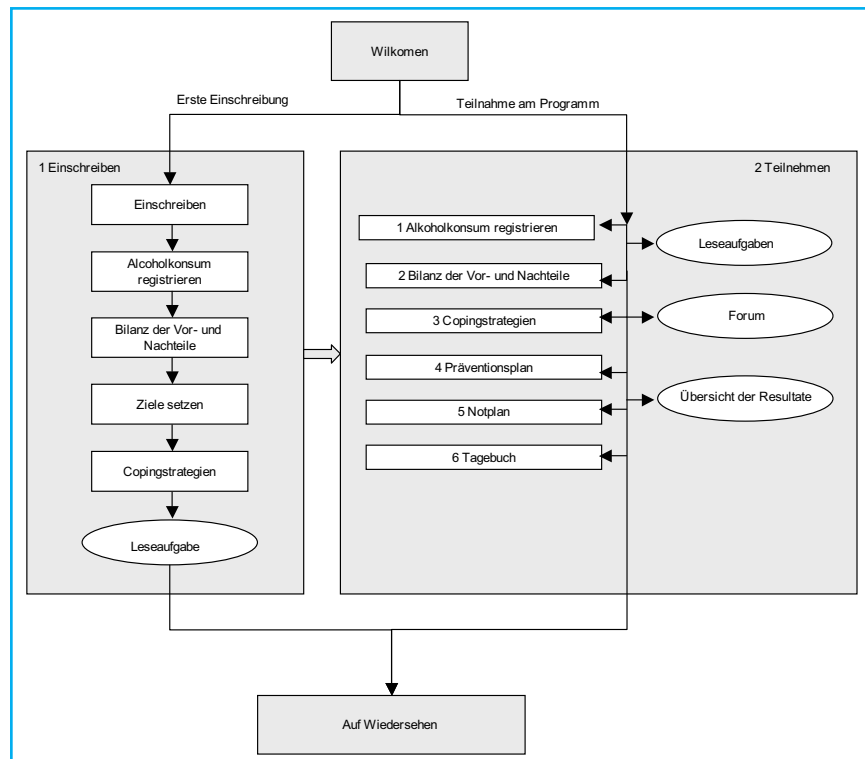 Wilkomen
Erste Einschreibung
Teilnahme am Programm
1 Einschreiben
Einschreiben
Alcoholkonsum
registrieren
Bilanz der Vor- und
Nachteile
Ziele setzen
Copingstrategien
Leseaufgabe
2 Teilnehmen
1 Alkoholkonsum registrieren
2 Bilanz der Vor- und Nachteile
3 Copingstrategien
4 Präventionsplan
5 Notplan
6 Tagebuch
Leseaufgaben
Forum
Übersicht der Resultate
Auf Wiedersehen